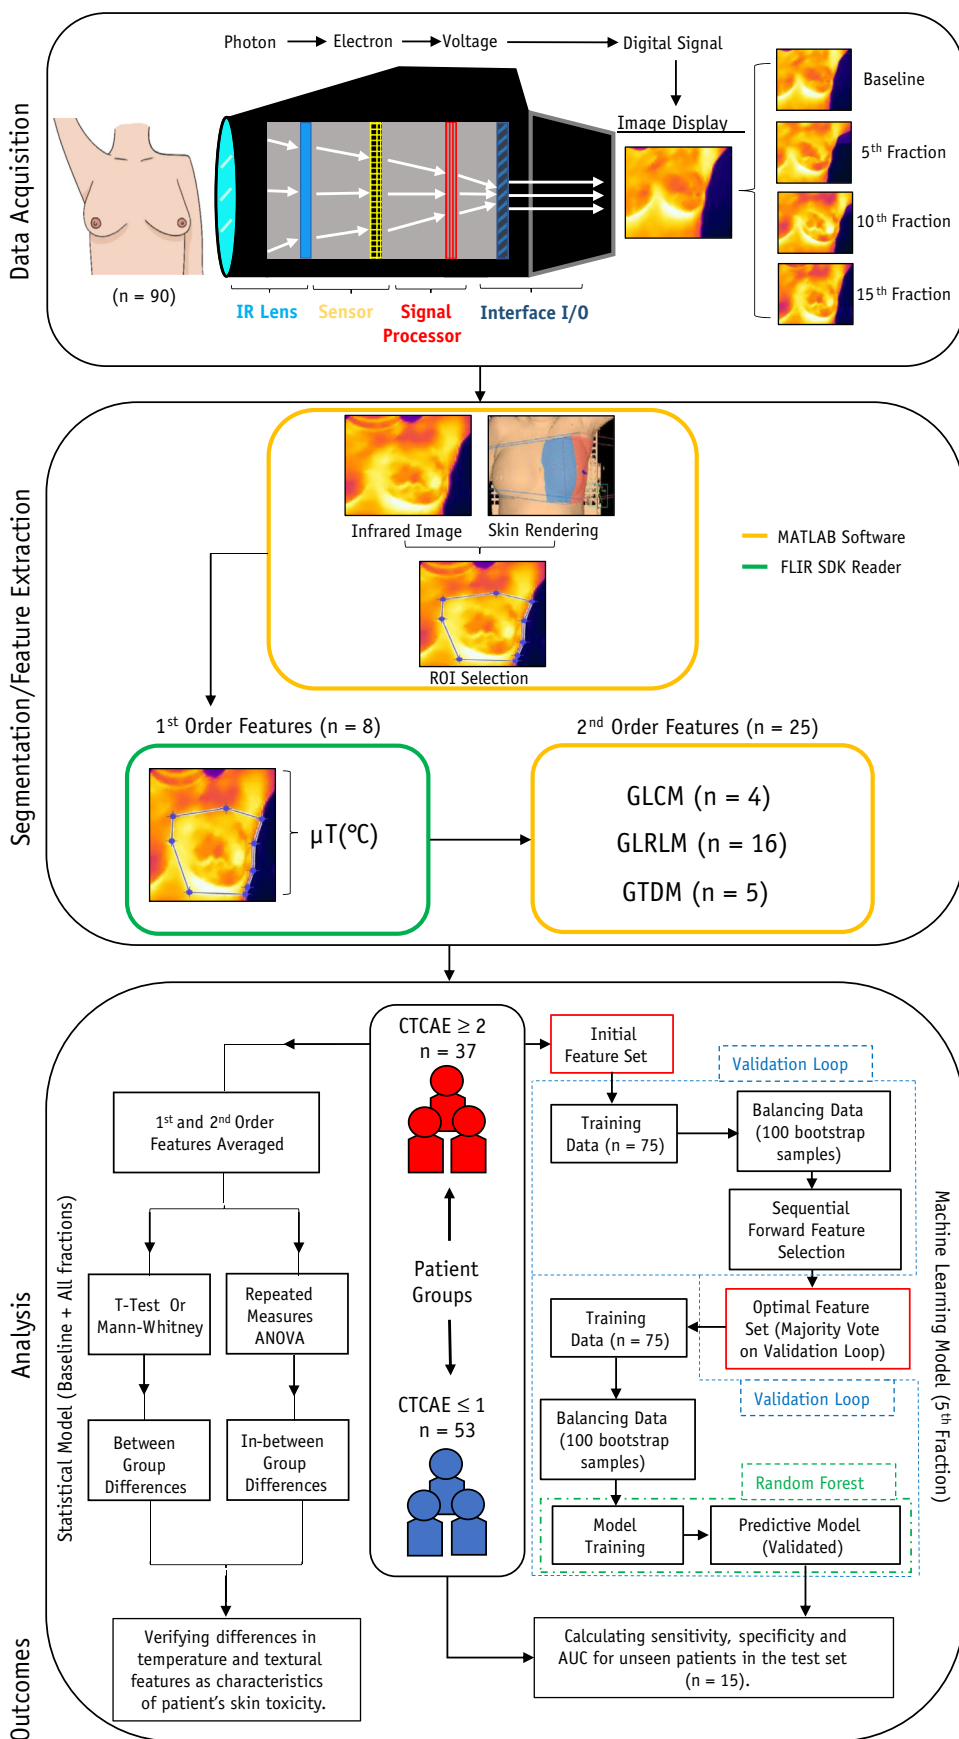 Data Acquisition
Photon
Electron
Voltage
Digital Signal
Image Display
Baseline
5th Fraction
10th Fraction
15th Fraction
(n = 90)
IR Lens
Sensor
Signal
Processor
Interface I/O
Segmentation/Feature Extraction
Infrared Image
Skin Rendering
ROI Selection
MATLAB Software
FLIR SDK Reader
1st Order Features (n = 8)
µT(°C)
2nd Order Features (n = 25)
GLCM (n = 4)
GLRLM (n = 16)
GTDM (n = 5)
Analysis
Statistical Model (Baseline + All fractions)
1st and 2nd Order
Features Averaged
T-Test Or
Mann-Whitney
Repeated
Measures
ANOVA
Between
Group
Differences
In-between
Group
Differences
CTCAE ≥ 2
n = 37
Patient
Groups
CTCAE ≤ 1
n = 53
Initial
Feature Set
Validation Loop
Training
Data (n = 75)
Balancing Data
(100 bootstrap
samples)
Sequential
Forward Feature
Selection
Optimal Feature
Set (Majority Vote
on Validation Loop)
Training
Data (n = 75)
Validation Loop
Balancing Data
(100 bootstrap
samples)
Random Forest
Model
Training
Predictive Model
(Validated)
Machine Learning Model (5th Fraction)
Outcomes
Verifying differences in
temperature and textural
features as characteristics
of patient's skin toxicity.
Calculating sensitivity, specificity and
AUC for unseen patients in the test set
(n = 15).